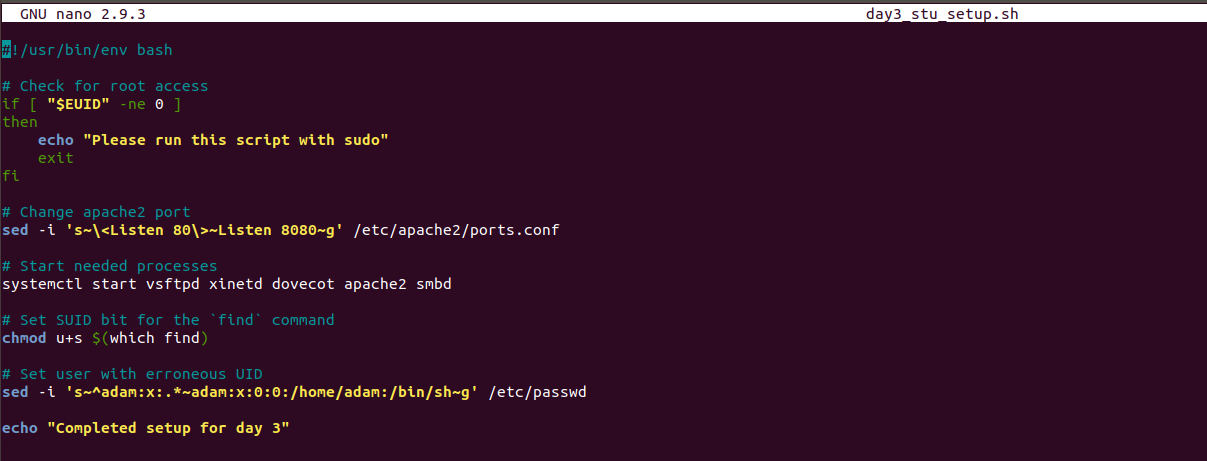 GNU nano 2.9.3 day3_stu_setup.sh
#!/usr/bin/env bash
# Check for root access
if [ "$EUID" -ne 0 ]
then
    echo "Please run this script with sudo"
    exit
fi
# Change apache2 port
sed -i 's~\<Listen 80\>~Listen 8080~g' /etc/apache2/ports.conf
# Start needed processes
systemctl start vsftpd xinetd dovecot apache2 smbd
# Set SUID bit for the `find` command
chmod u+s $(which find)
# Set user with erroneous UID
sed -i 's~^adam:x:.*~adam:x:0:0:/home/adam:/bin/sh~g' /etc/passwd
echo "Completed setup for day 3"